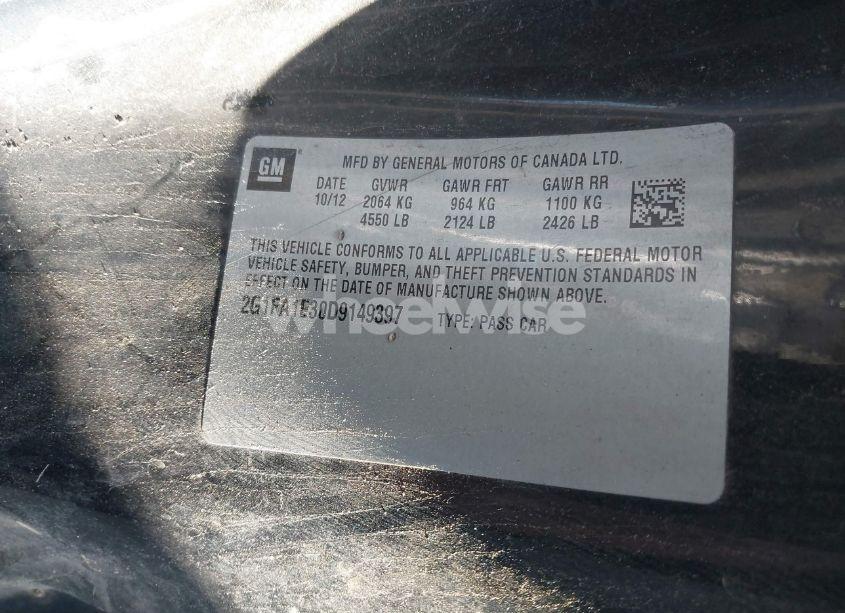 GM
MFD BY GENERAL MOTORS OF CANADA LTD.
DATE GVWR GAWR FRT GAWR RR
10/12 2064 KG 964 KG 1100 KG
4550 LB 2124 LB 2426 LB
THIS VEHICLE CONFORMS TO ALL APPLICABLE U.S. FEDERAL MOTOR
VEHICLE SAFETY, BUMPER, AND THEFT PREVENTION STANDARDS IN
EFFECT ON THE DATE OF MANUFACTURE SHOWN ABOVE.
2G1FA1E30D9149397 TYPE: PASS CAR
wheelwise